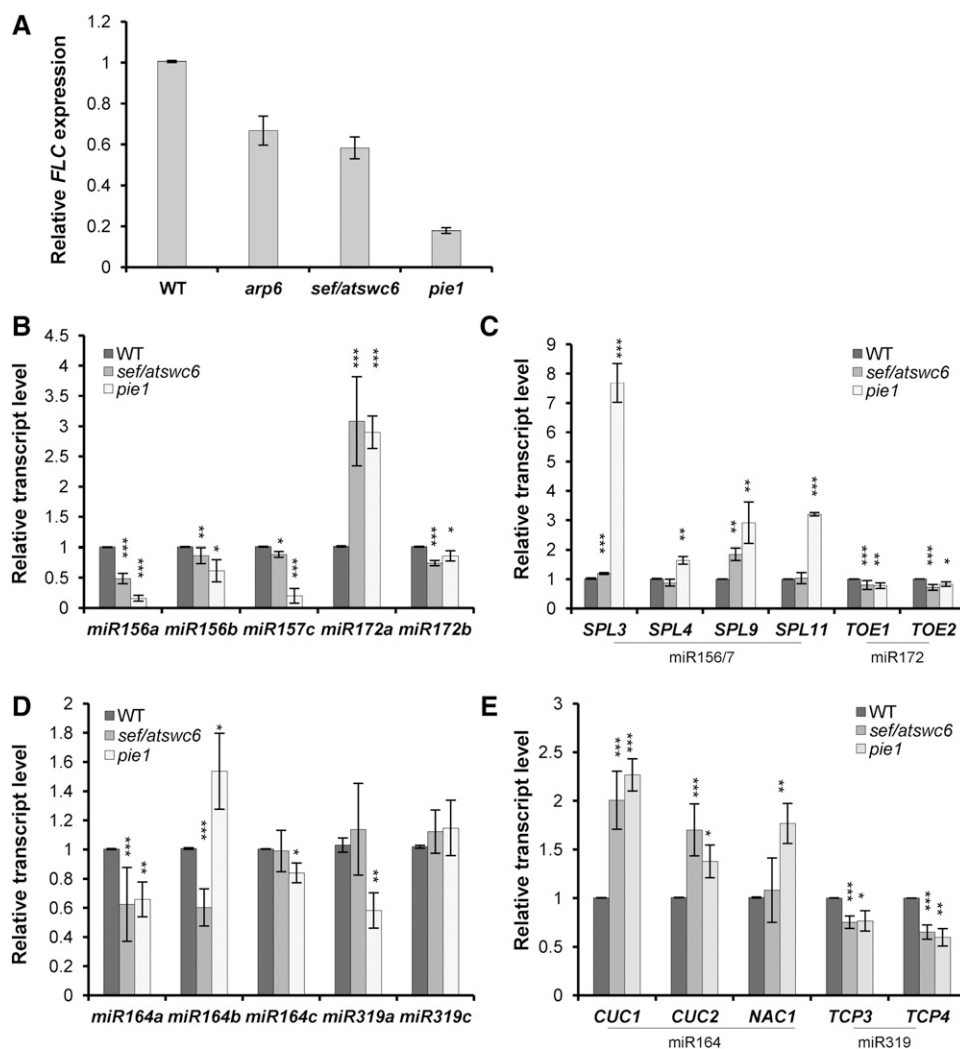 A
Relative FLC expression
1.2
1
0.8
0.6
0.4
0.2
0
WT
arp6
sef/atswc6
pie1
B
Relative transcript level
4.5
4
3.5
3
2.5
2
1.5
1
0.5
0
WT
sef/atswc6
pie1
*** ***
** *
* ***
*** ***
*** *
miR156a miR156b miR157c miR172a miR172b
C
Relative transcript level
9
8
7
6
5
4
3
2
1
0
WT
sef/atswc6
pie1
*** ***
**
** **
***
*** **
*** *
SPL3 SPL4 SPL9 SPL11 TOE1 TOE2
miR156/7 miR172
D
Relative transcript level
2
1.8
1.6
1.4
1.2
1
0.8
0.6
0.4
0.2
0
WT
sef/atswc6
pie1
*** **
*** *
*
**
miR164a miR164b miR164c miR319a miR319c
E
Relative transcript level
3
2.5
2
1.5
1
0.5
0
WT
sef/atswc6
pie1
*** ***
*** *
**
*** *
*** **
CUC1 CUC2 NAC1 TCP3 TCP4
miR164 miR319